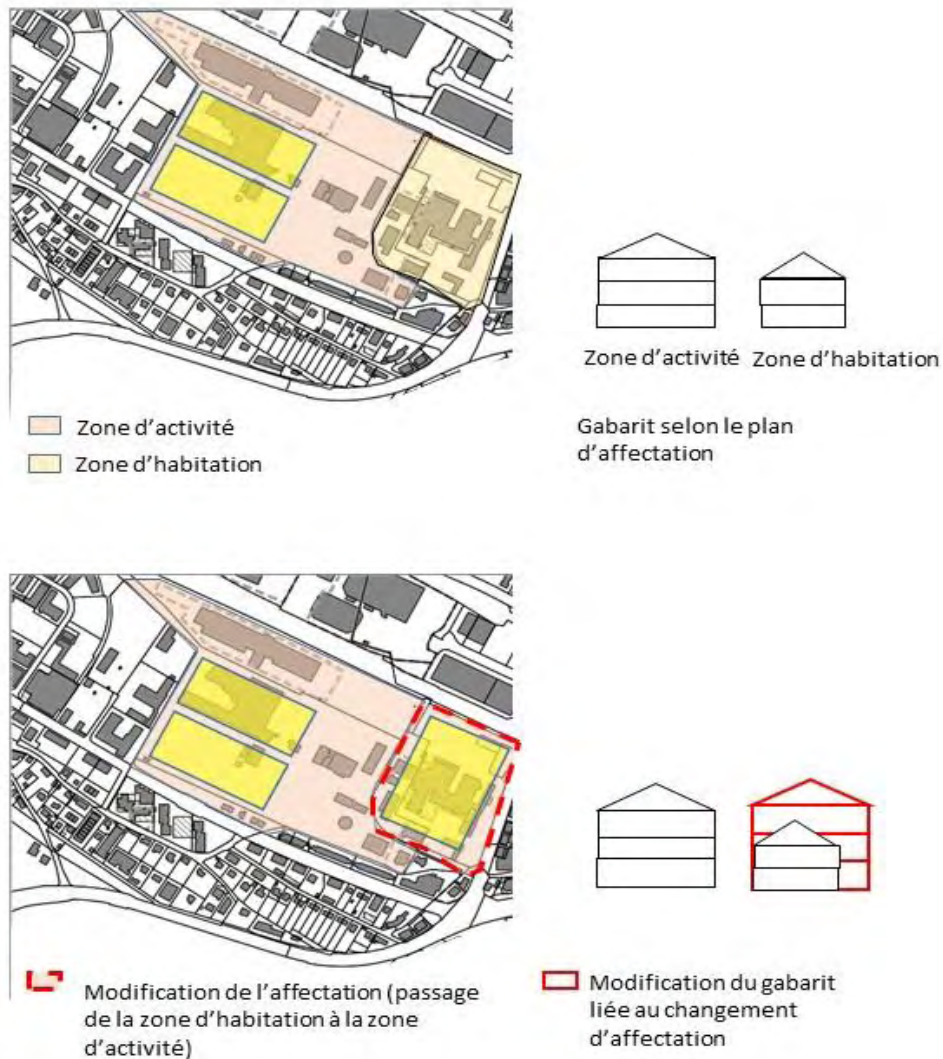 Zone d'activité
Zone d'habitation
Zone d'activité
Zone d'habitation
Gabarit selon le plan
d'affectation
Modification de l'affectation (passage
de la zone d'habitation à la zone
d'activité)
Modification du gabarit
liée au changement
d'affectation